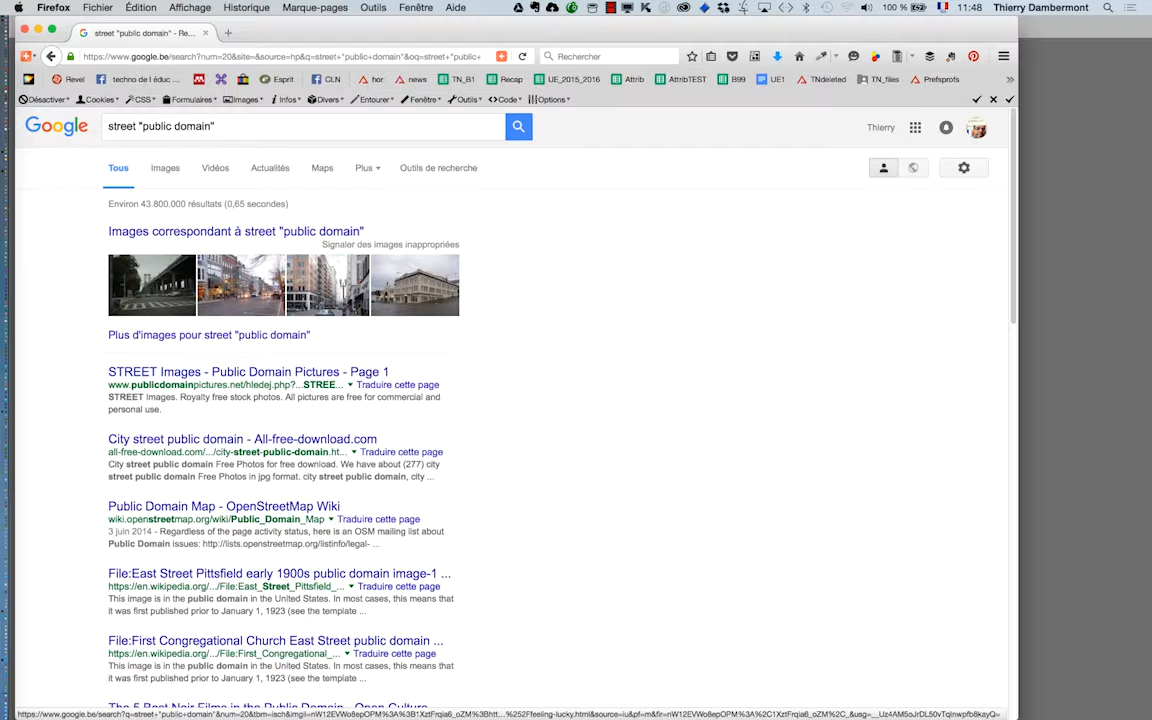 Firefox Fichier Édition Affichage Historique Marque-pages Outils Fenêtre Aide 100 % 11:48 Thierry Dambermont
street "public domain" - Re...
https://www.google.be/search?num=20&site=&source=hp&q=street+"public+domain"&oq=street+"public+ Rechercher
Revel techno de l éduc ... Esprit CLN hor news TN_B1 Recap UE_2015_2016 Attrib AttribTEST B99 UE1 TNdeleted TN_files Prefsprofs
Désactiver Cookies CSS Formulaires Images Infos Divers Entourer Fenêtre Outils Code Options
Google street "public domain" Thierry
Tous Images Vidéos Actualités Maps Plus Outils de recherche
Environ 43.800.000 résultats (0,65 secondes)
Images correspondant à street "public domain"
Signaler des images inappropriées
Plus d'images pour street "public domain"
STREET Images - Public Domain Pictures - Page 1
www.publicdomainpictures.net/hledej.php?...STREE... Traduire cette page
STREET Images. Royalty free stock photos. All pictures are free for commercial and
personal use.
City street public domain - All-free-download.com
all-free-download.com/.../city-street-public-domain.ht... Traduire cette page
City street public domain Free Photos for free download. We have about (277) city
street public domain Free Photos in jpg format. city street public domain, city ...
Public Domain Map - OpenStreetMap Wiki
wiki.openstreetmap.org/wiki/Public_Domain_Map Traduire cette page
3 juin 2014 - Regardless of the page activity status, here is an OSM mailing list about
Public Domain issues: http://lists.openstreetmap.org/listinfo/legal- ...
File:East Street Pittsfield early 1900s public domain image-1 ...
https://en.wikipedia.org/.../File:East_Street_Pittsfield_... Traduire cette page
This image is in the public domain in the United States. In most cases, this means that
it was first published prior to January 1, 1923 (see the template ...
File:First Congregational Church East Street public domain ...
https://en.wikipedia.org/.../File:First_Congregational_... Traduire cette page
This image is in the public domain in the United States. In most cases, this means that
it was first published prior to January 1, 1923 (see the template ...
The 5 Best Noir Films in the Public Domain - Open Culture